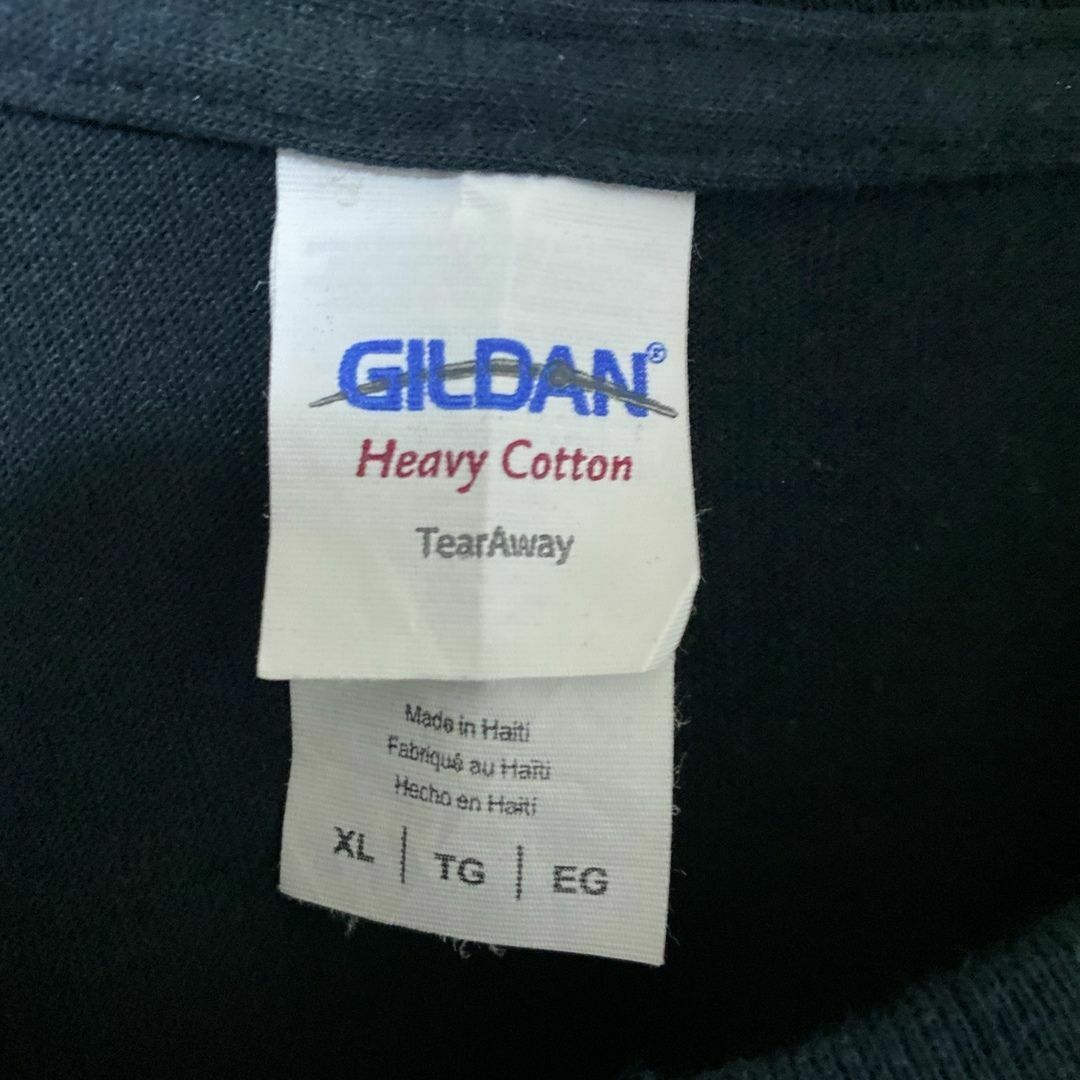 GILDAN®
Heavy Cotton
TearAway
Made in Haiti
Fabriqué au Haïti
Hecho en Haití
XL | TG | EG